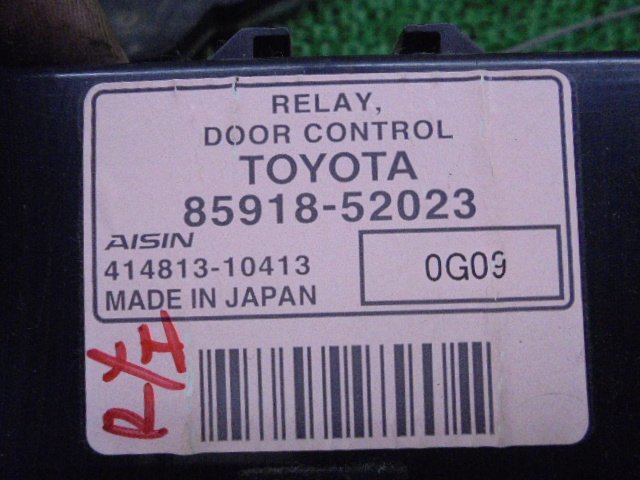 RELAY,
DOOR CONTROL
TOYOTA
85918-52023
AISIN
414813-10413
MADE IN JAPAN
0G09